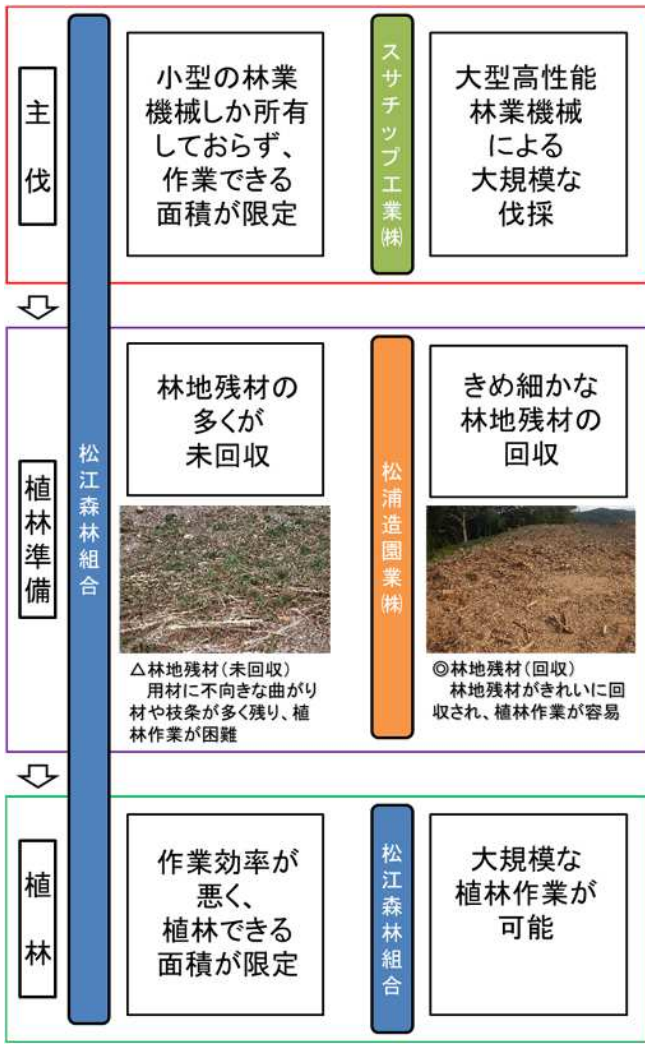 主伐
松江森林組合
小型の林業
機械しか所有
しておらず、
作業できる
面積が限定
スサチップ工業㈱
大型高性能
林業機械
による
大規模な
伐採
植林準備
林地残材の
多くが
未回収
△林地残材（未回収）
用材に不向きな曲がり
材や枝条が多く残り、植
林作業が困難
松浦造園業㈱
きめ細かな
林地残材の
回収
◎林地残材（回収）
林地残材がきれいに回
収され、植林作業が容易
植林
作業効率が
悪く、
植林できる
面積が限定
松江森林組合
大規模な
植林作業が
可能